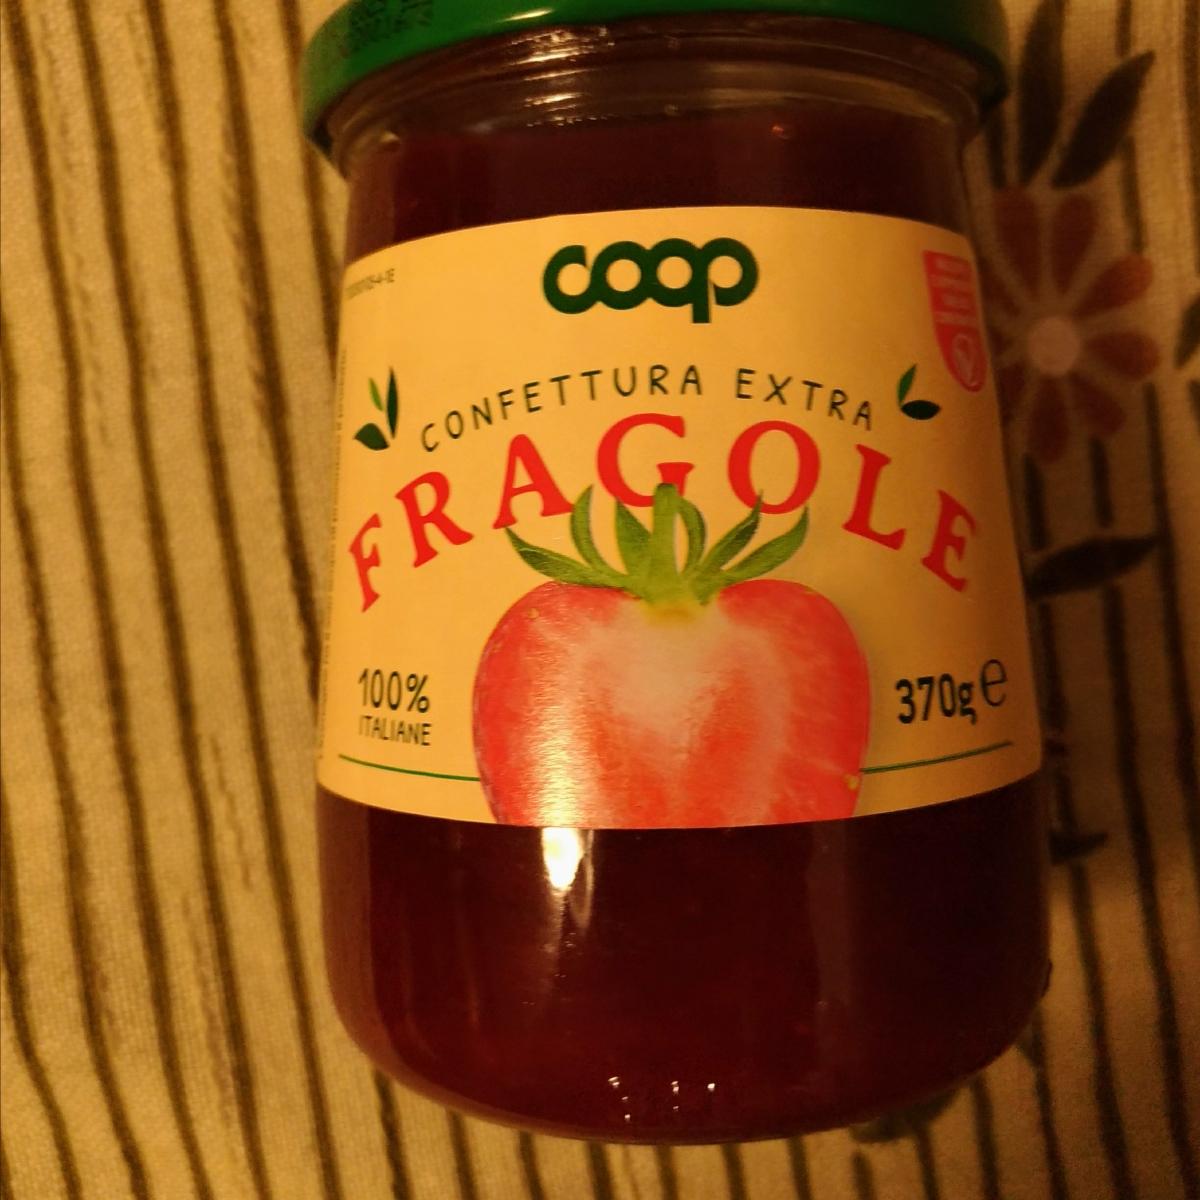 coop
CONFETTURA EXTRA
FRAGOLE
100%
ITALIANE
370g e